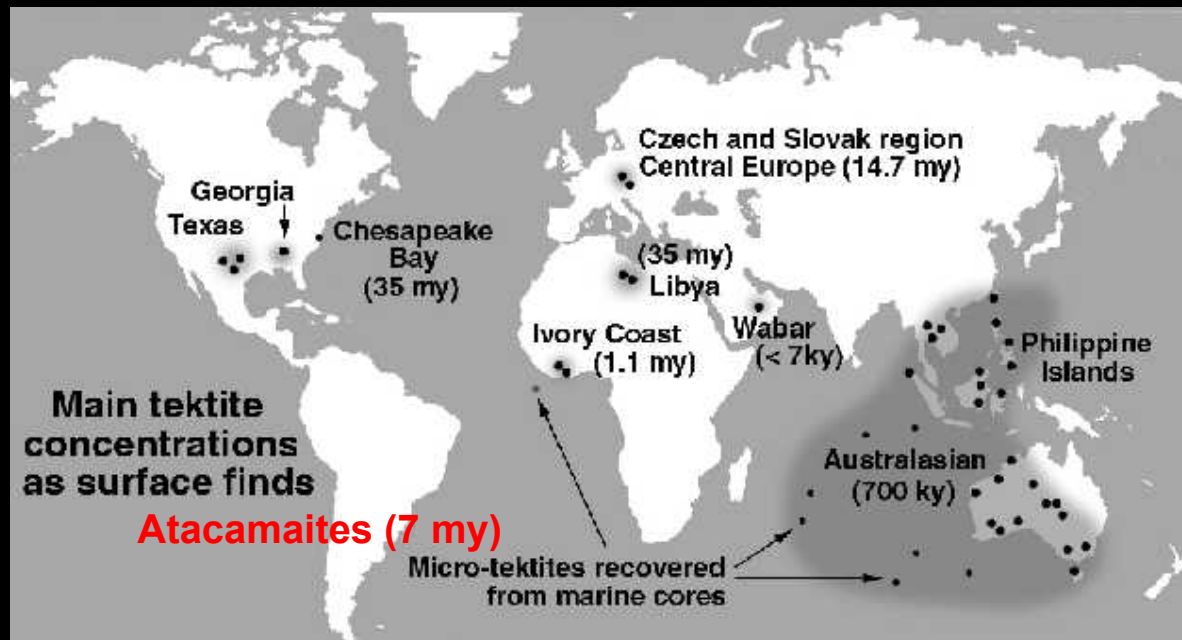 Czech and Slovak region
Central Europe (14.7 my)
Georgia
Texas
Chesapeake
Bay
(35 my)
(35 my)
Libya
Ivory Coast
(1.1 my)
Wabar
(< 7ky)
Philippine
Islands
Main tektite
concentrations
as surface finds
Australasian
(700 ky)
Atacamaites (7 my)
Micro-tektites recovered
from marine cores